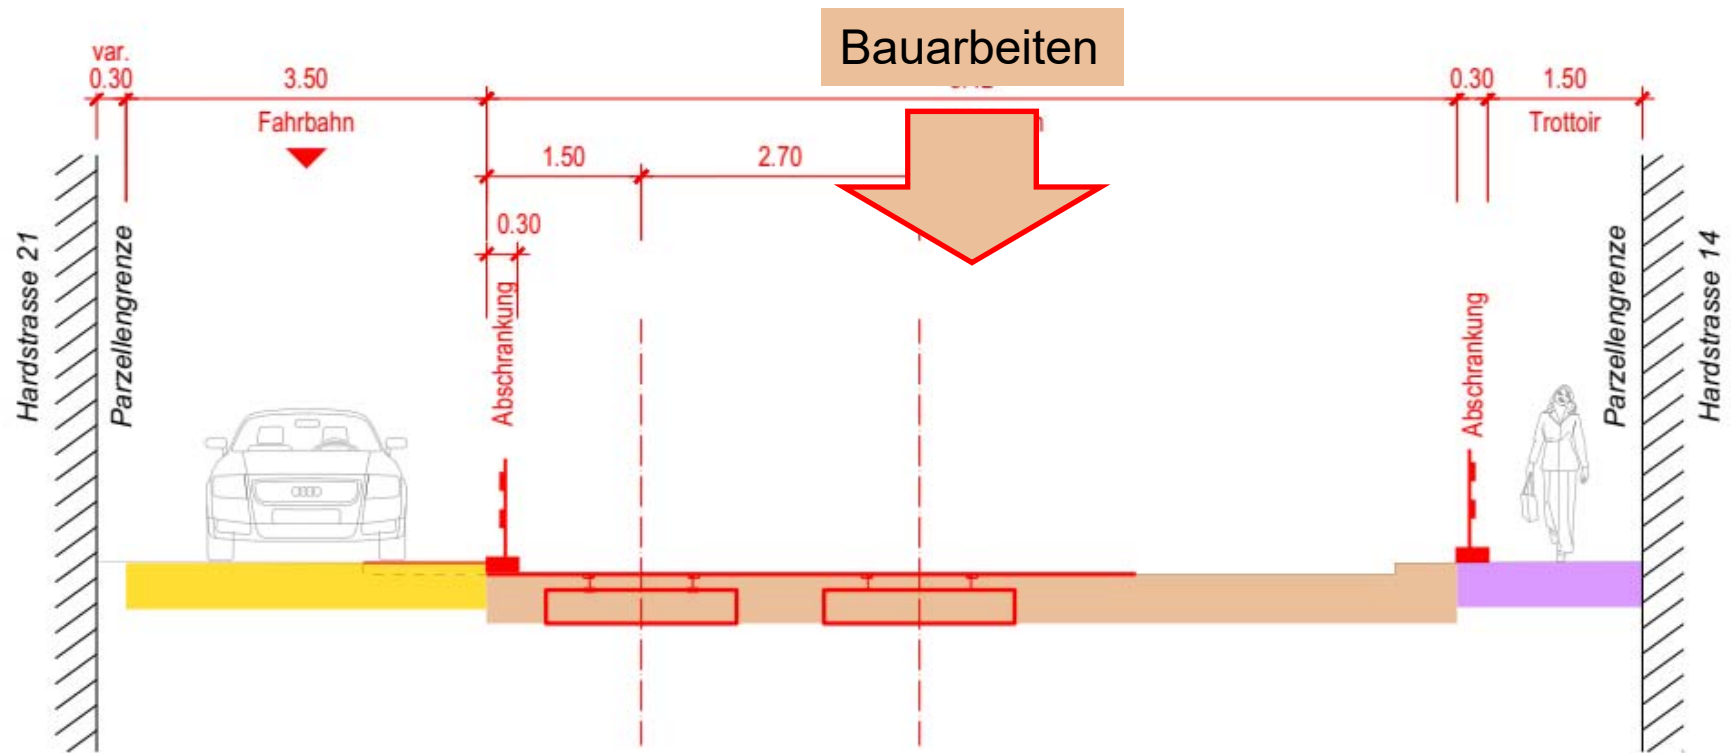 Bauarbeiten
var.
0.30
3.50
0.30
1.50
Fahrbahn
Trottoir
1.50
2.70
0.30
Hardstrasse 21
Parzellengrenze
Abschrankung
Abschrankung
Parzellengrenze
Hardstrasse 14